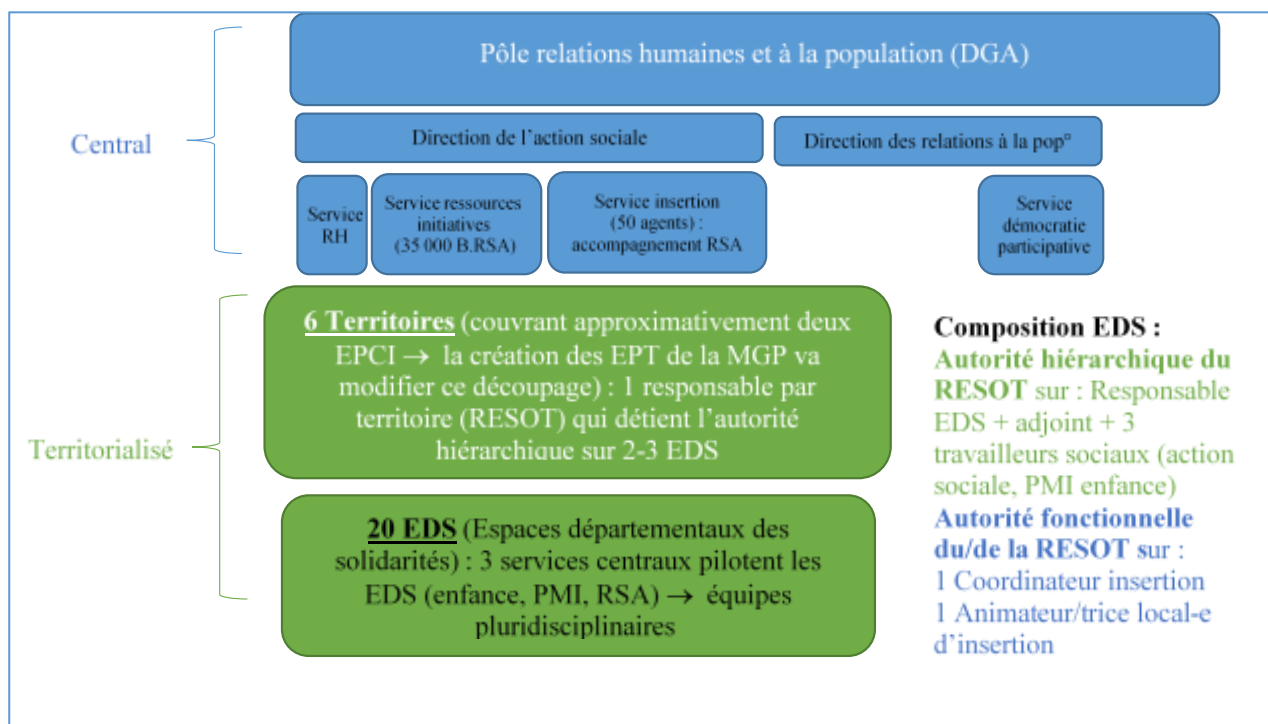 Pôle relations humaines et à la population (DGA)
Central
Direction de l’action sociale
Direction des relations à la pop°
Service
RH
Service ressources
initiatives
(35 000 B.RSA)
Service insertion
(50 agents) :
accompagnement RSA
Service
démocratie
participative
Territorialisé
6 Territoires (couvrant approximativement deux
EPCI → la création des EPT de la MGP va
modifier ce découpage) : 1 responsable par
territoire (RESOT) qui détient l’autorité
hiérarchique sur 2-3 EDS
20 EDS (Espaces départementaux des
solidarités) : 3 services centraux pilotent les
EDS (enfance, PMI, RSA) → équipes
pluridisciplinaires
Composition EDS :
Autorité hiérarchique du
RESOT sur : Responsable
EDS + adjoint + 3
travailleurs sociaux (action
sociale, PMI enfance)
Autorité fonctionnelle
du/de la RESOT sur :
1 Coordinateur insertion
1 Animateur/trice local-e
d’insertion